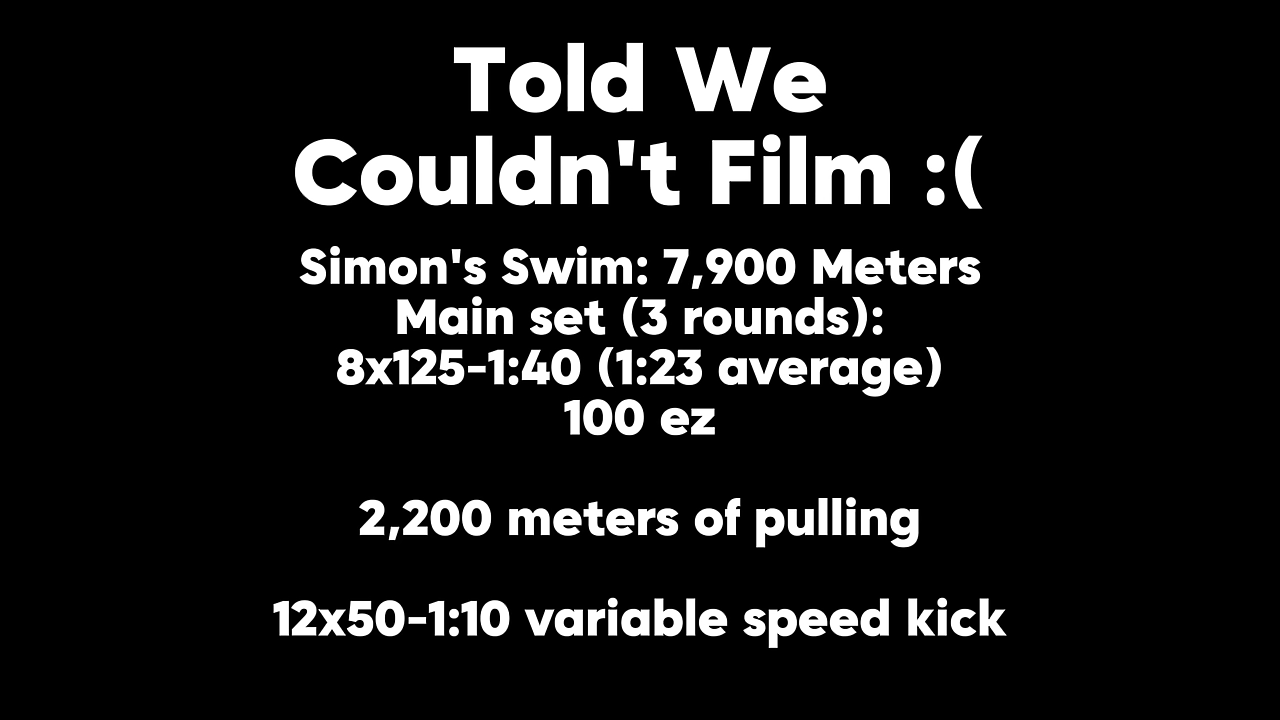 Told We
Couldn't Film :(
Simon's Swim: 7,900 Meters
Main set (3 rounds):
8x125-1:40 (1:23 average)
100 ez
2,200 meters of pulling
12x50-1:10 variable speed kick